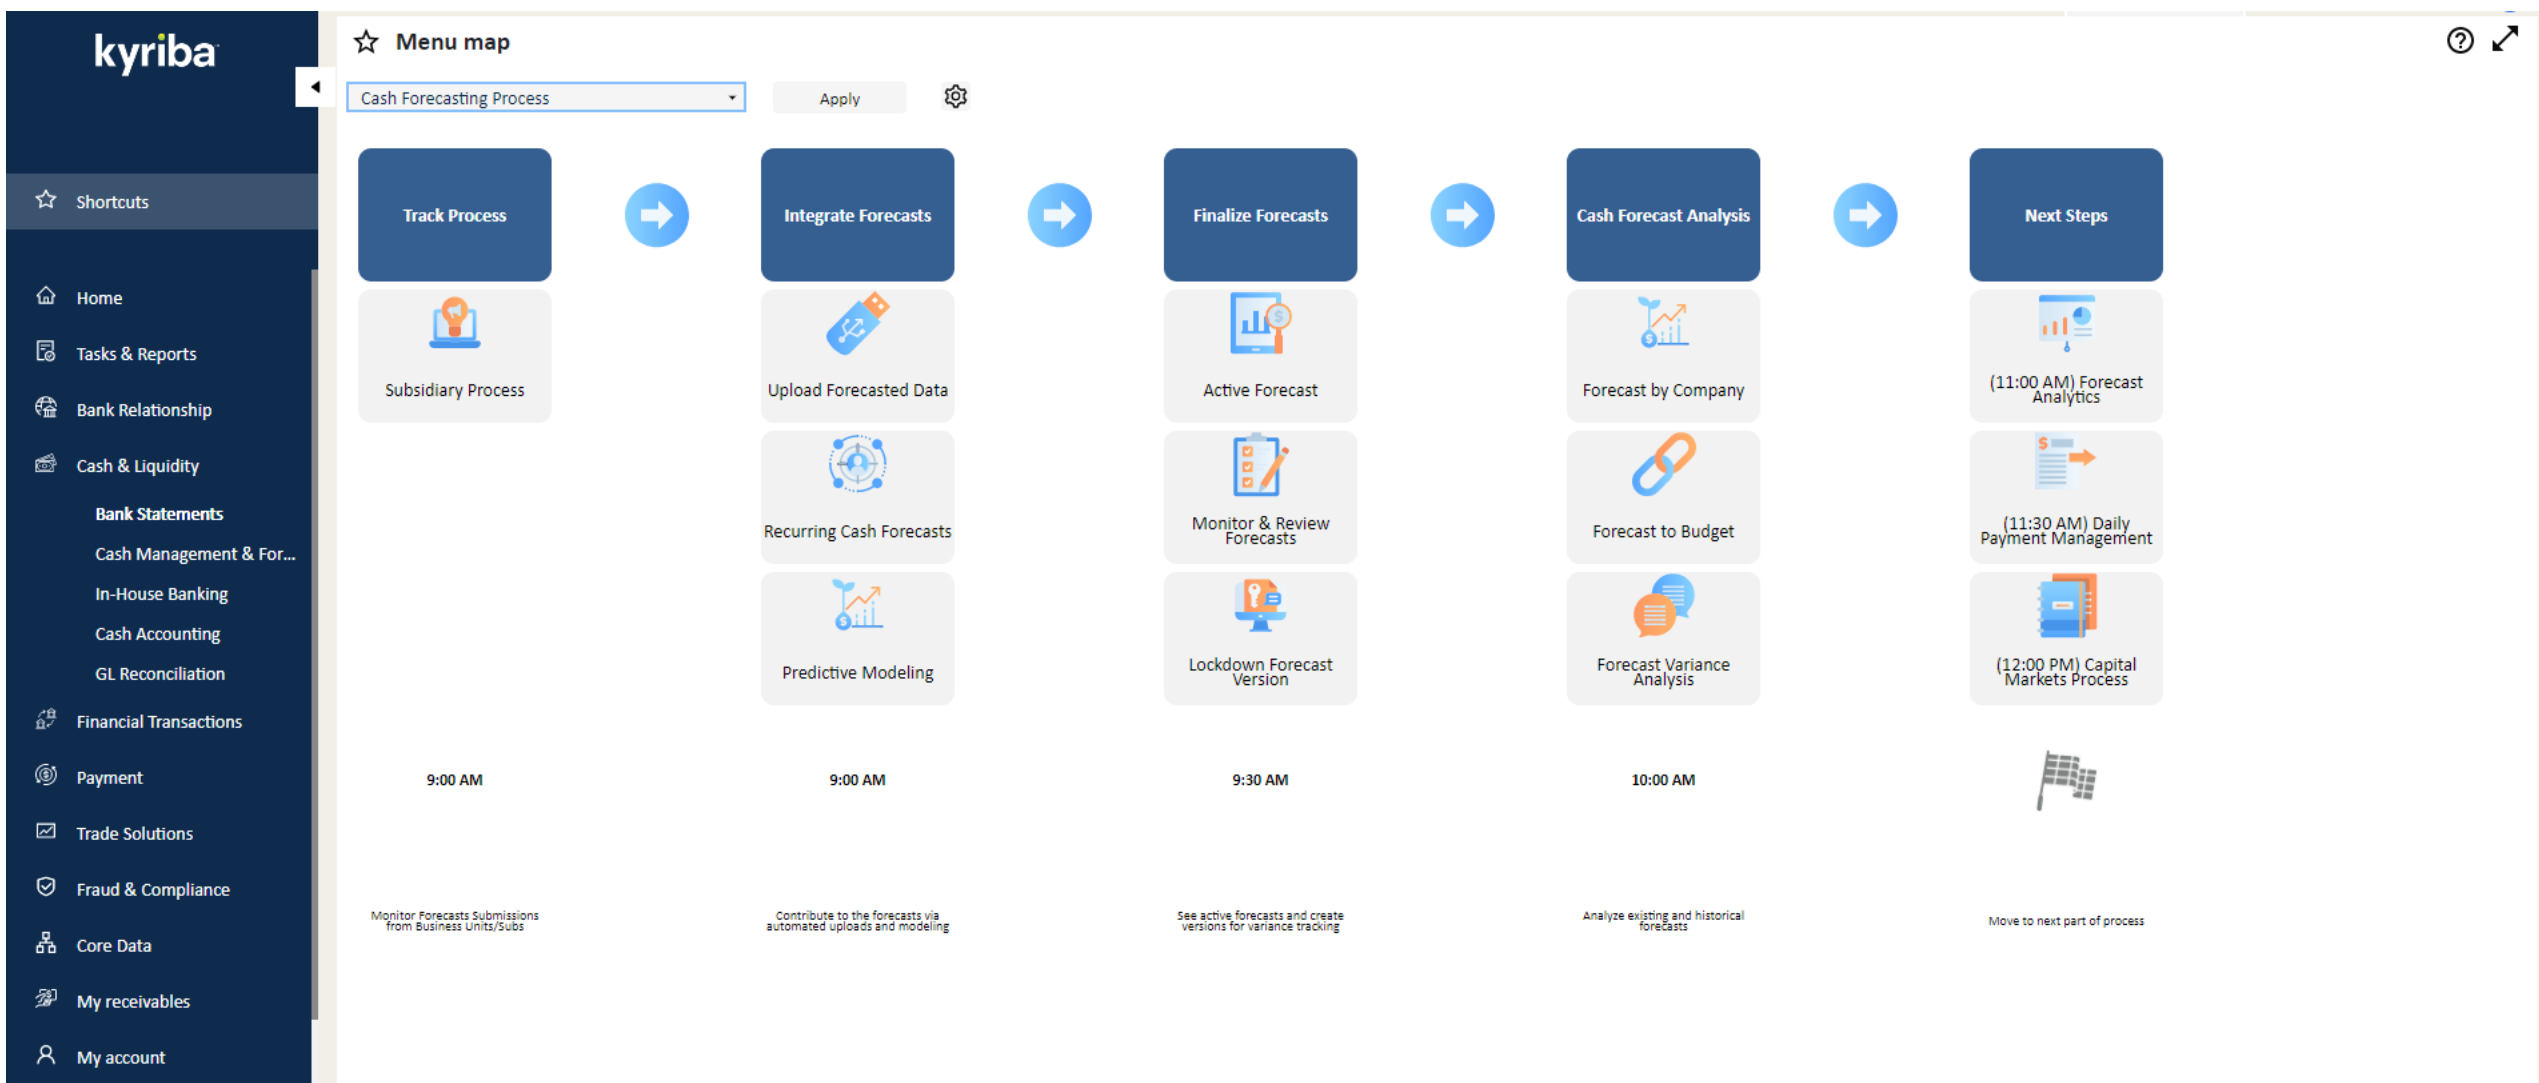 kyriba
Menu map
Cash Forecasting Process
Apply
Shortcuts
Home
Tasks & Reports
Bank Relationship
Cash & Liquidity
Bank Statements
Cash Management & For...
In-House Banking
Cash Accounting
GL Reconciliation
Financial Transactions
Payment
Trade Solutions
Fraud & Compliance
Core Data
My receivables
My account
Track Process
Integrate Forecasts
Finalize Forecasts
Cash Forecast Analysis
Next Steps
Subsidiary Process
Upload Forecasted Data
Active Forecast
Forecast by Company
(11:00 AM) Forecast
Analytics
Recurring Cash Forecasts
Monitor & Review
Forecasts
Forecast to Budget
(11:30 AM) Daily
Payment Management
Predictive Modeling
Lockdown Forecast
Version
Forecast Variance
Analysis
(12:00 PM) Capital
Markets Process
9:00 AM
9:00 AM
9:30 AM
10:00 AM
Monitor Forecasts Submissions
from Business Units/Subs
Contribute to the forecasts via
automated uploads and modeling
See active forecasts and create
versions for variance tracking
Analyze existing and historical
forecasts
Move to next part of process